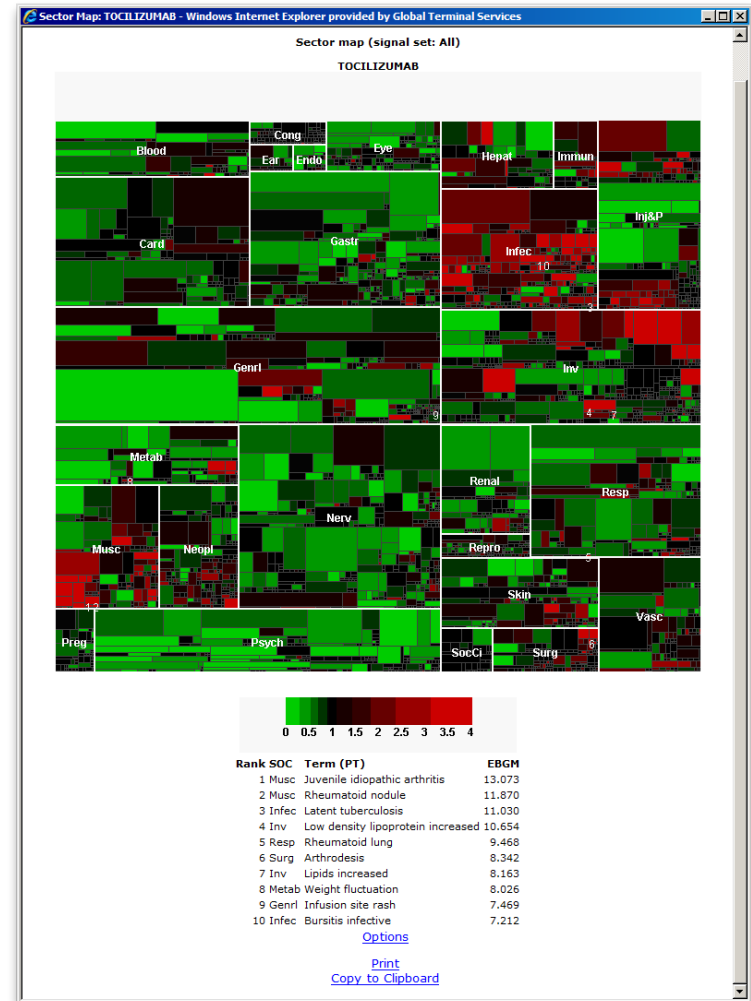 Sector Map: TOCILIZUMAB - Windows Internet Explorer provided by Global Terminal Services
Sector map (signal set: All)
TOCILIZUMAB
Blood
Cong
Ear
Endo
Eye
Hepat
Immun
Inj&P
Card
Gastr
Infec
10
3
Genrl
9
Inv
4
7
Metab
8
Nerv
Renal
Resp
5
Musc
12
Neopl
Repro
Skin
Vasc
Preg
Psych
SocCi
Surg
6
0 0.5 1 1.5 2 2.5 3 3.5 4
Rank SOC Term (PT) EBGM
1 Musc Juvenile idiopathic arthritis 13.073
2 Musc Rheumatoid nodule 11.870
3 Infec Latent tuberculosis 11.030
4 Inv Low density lipoprotein increased 10.654
5 Resp Rheumatoid lung 9.468
6 Surg Arthrodesis 8.342
7 Inv Lipids increased 8.163
8 Metab Weight fluctuation 8.026
9 Genrl Infusion site rash 7.469
10 Infec Bursitis infective 7.212
Options
Print
Copy to Clipboard